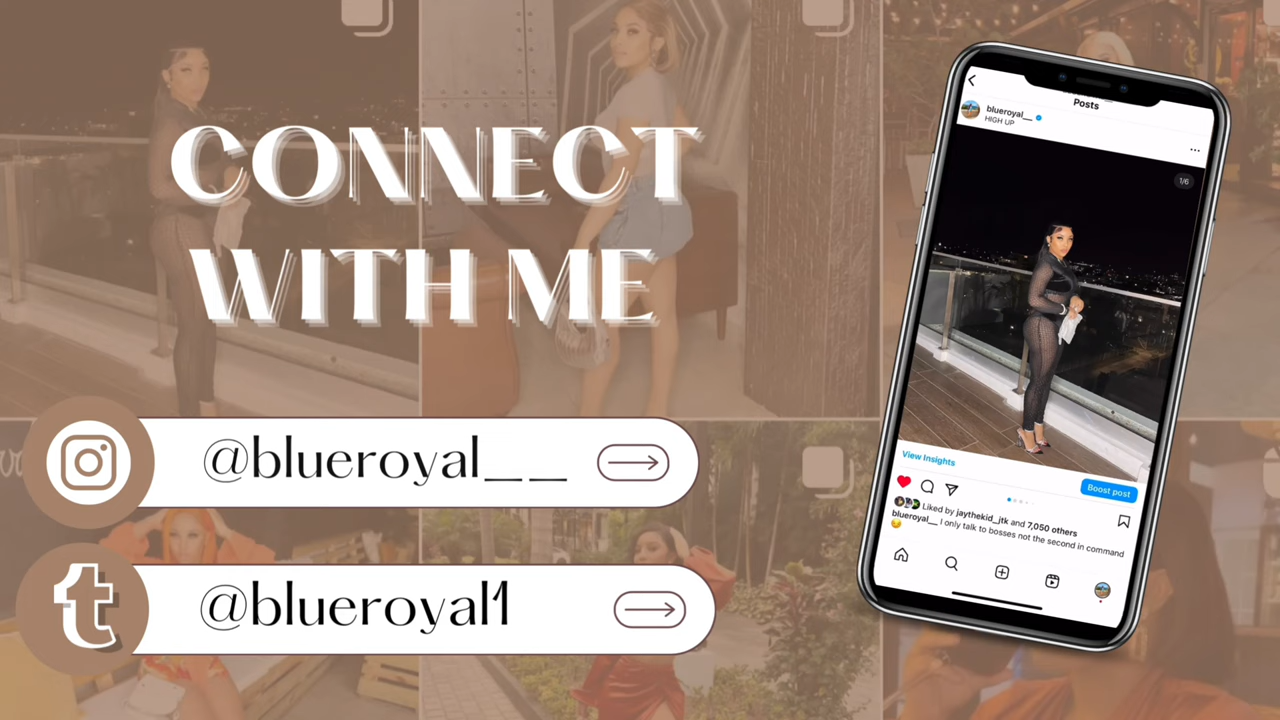 CONNECT
WITH ME
@blueroyal__
@blueroyal1
Posts
blueroyal__
HIGH UP
1/6
View Insights
Boost post
Liked by jaythekid_jtk and 7,050 others
blueroyal__ I only talk to bosses not the second in command
😏